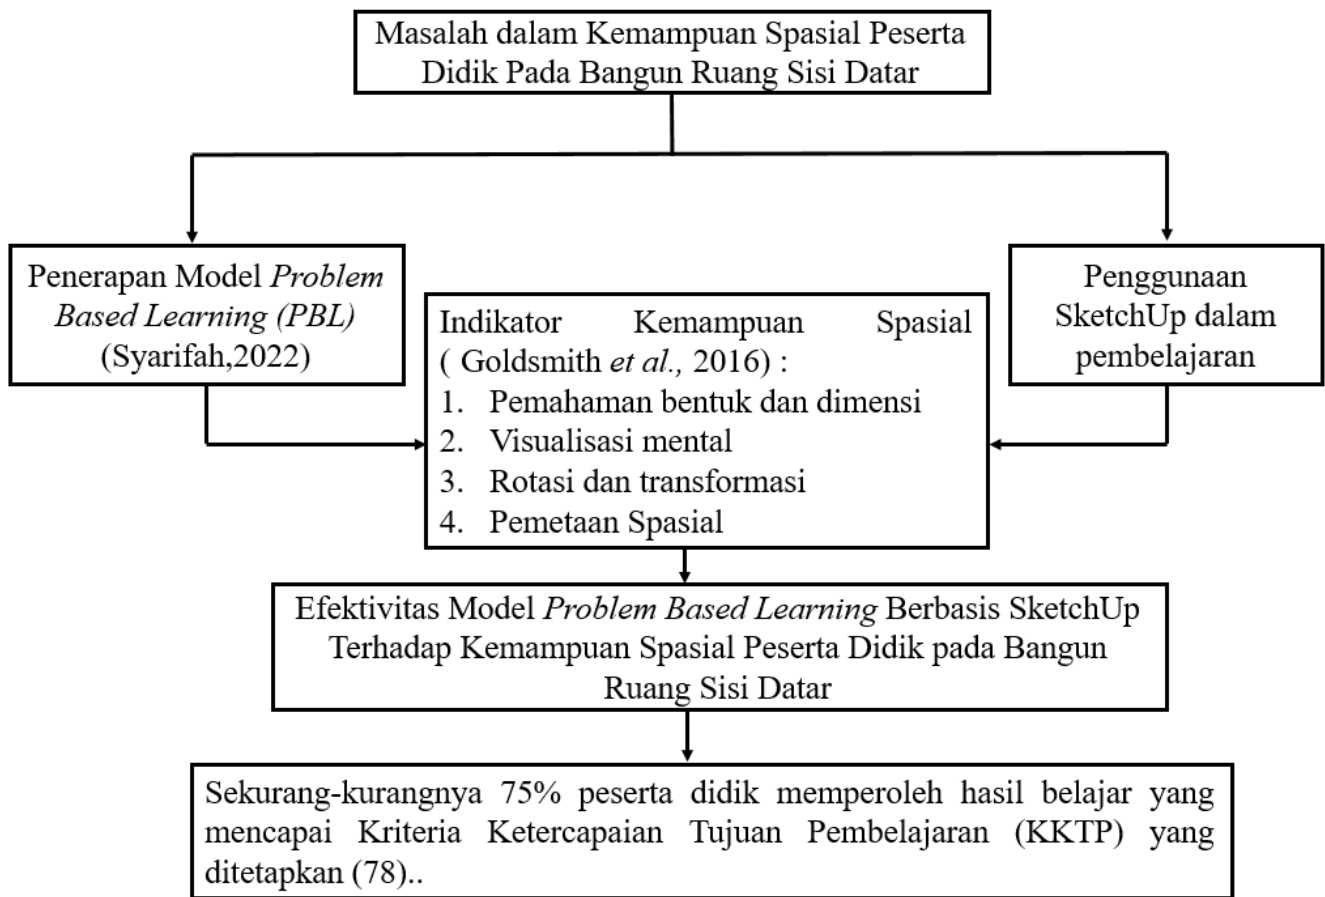 Masalah dalam Kemampuan Spasial Peserta
Didik Pada Bangun Ruang Sisi Datar
Penerapan Model Problem
Based Learning (PBL)
(Syarifah,2022)
Indikator Kemampuan Spasial
( Goldsmith et al., 2016) :
1. Pemahaman bentuk dan dimensi
2. Visualisasi mental
3. Rotasi dan transformasi
4. Pemetaan Spasial
Penggunaan
SketchUp dalam
pembelajaran
Efektivitas Model Problem Based Learning Berbasis SketchUp
Terhadap Kemampuan Spasial Peserta Didik pada Bangun
Ruang Sisi Datar
Sekurang-kurangnya 75% peserta didik memperoleh hasil belajar yang
mencapai Kriteria Ketercapaian Tujuan Pembelajaran (KKTP) yang
ditetapkan (78)..